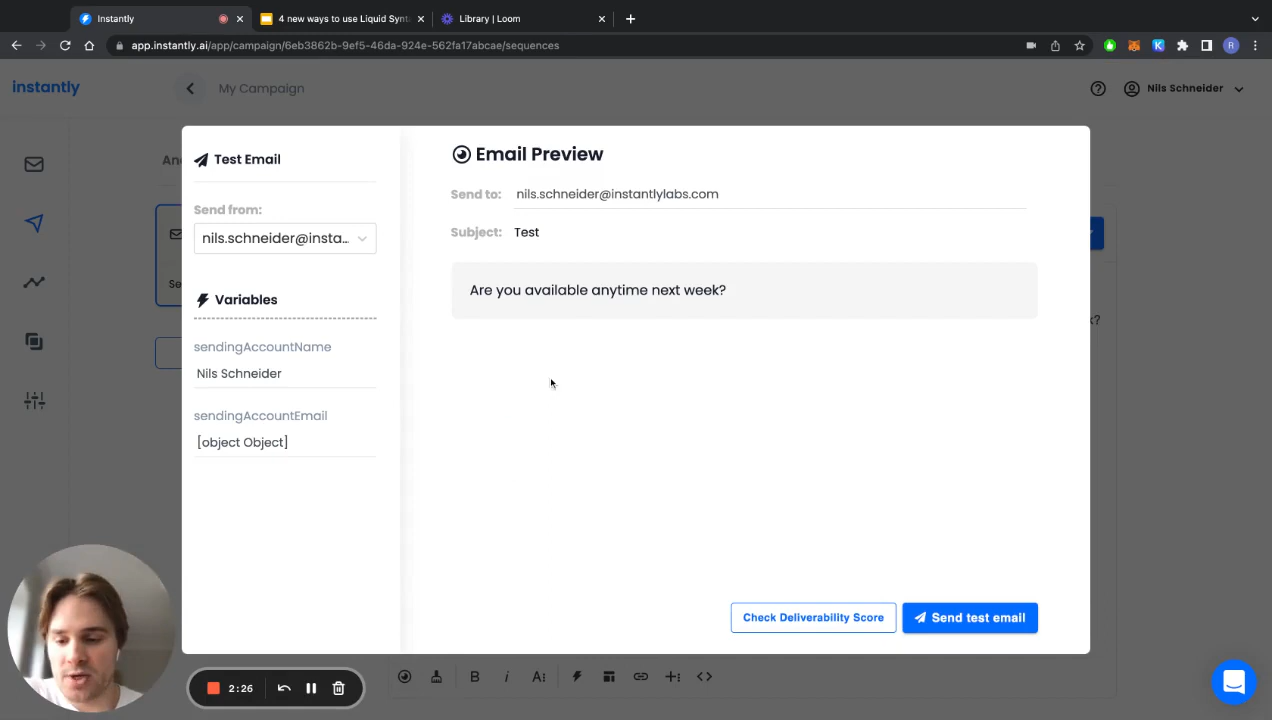 Instantly
4 new ways to use Liquid Synt
Library | Loom
app.instantly.ai/app/campaign/6eb3862b-9ef5-46da-924e-562fa17abcae/sequences
K
R
instantly
My Campaign
Nils Schneider
An
Test Email
Send from:
nils.schneider@insta...
Variables
sendingAccountName
Nils Schneider
sendingAccountEmail
[object Object]
Se
Email Preview
Send to: nils.schneider@instantlylabs.com
Subject: Test
Are you available anytime next week?
k?
Check Deliverability Score
Send test email
2:26
B
i
A